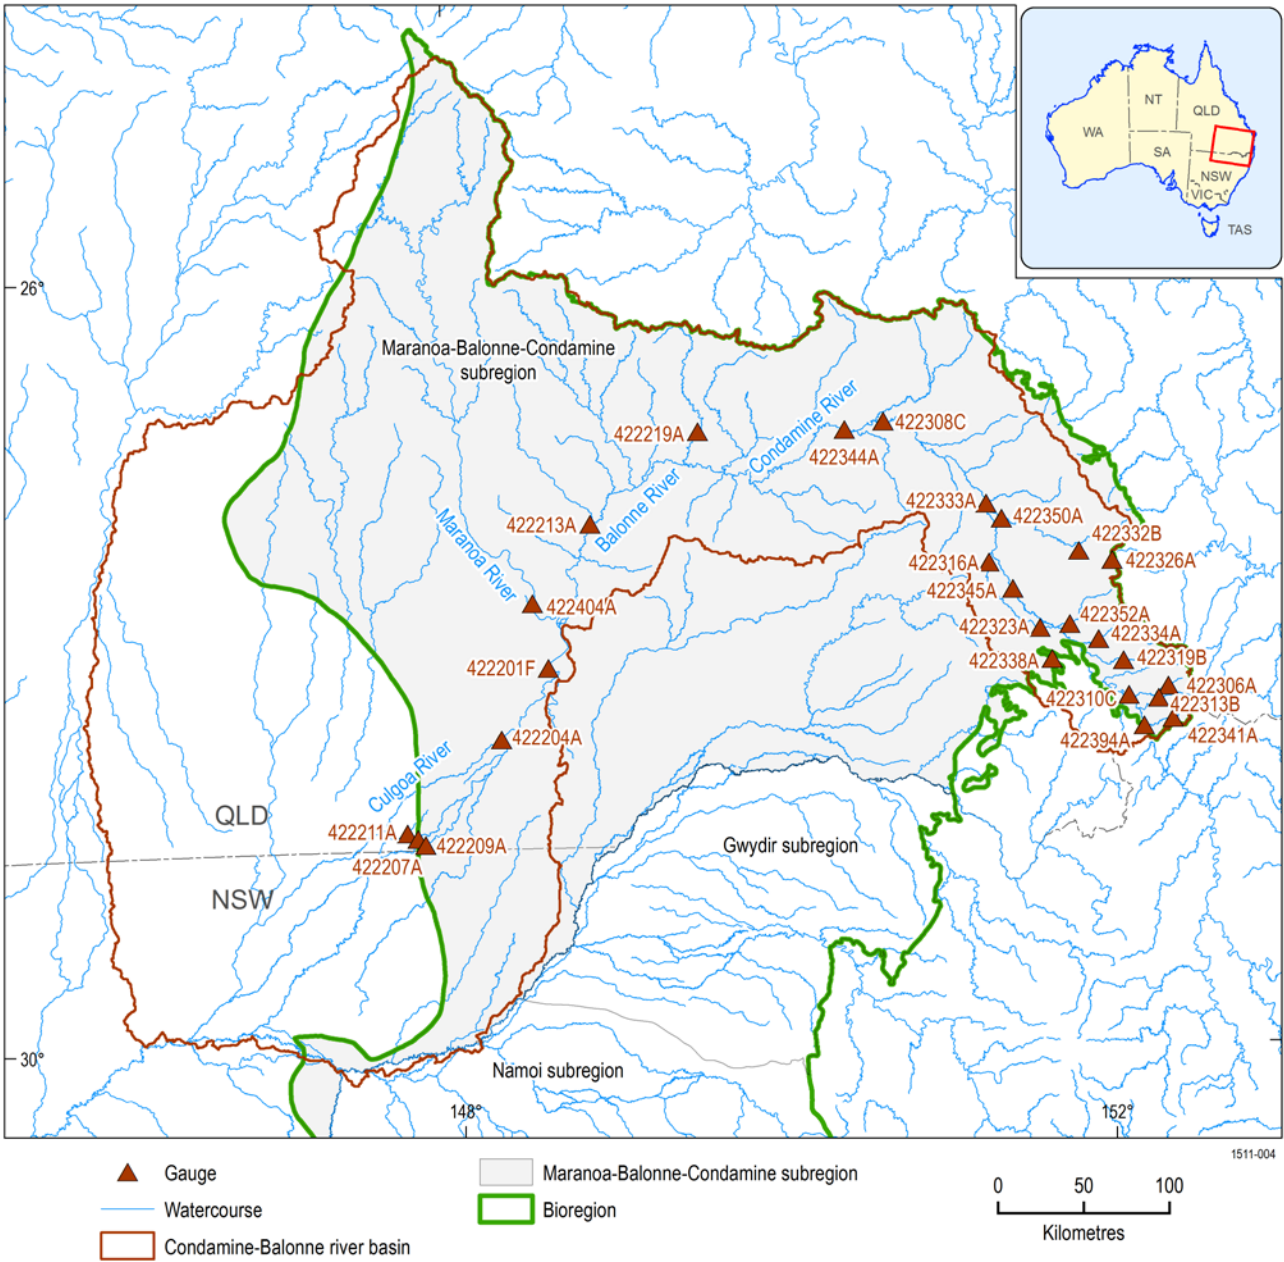 NT
QLD
WA
SA
NSW
VIC
TAS
26°
Maranoa-Balonne-Condamine
subregion
Condamine River
422308C
422219A
422344A
Balonne River
422333A
422350A
Maranoa River
422213A
422332B
422316A
422326A
422345A
422404A
422352A
422323A
422334A
422338A
422319B
422201F
422306A
422310C
422313B
422204A
422394A
422341A
Culgoa River
QLD
422211A
422209A
Gwydir subregion
422207A
NSW
30°
Namoi subregion
148°
152°
1511-004
Gauge
Maranoa-Balonne-Condamine subregion
Watercourse
Bioregion
Condamine-Balonne river basin
0 50 100
Kilometres